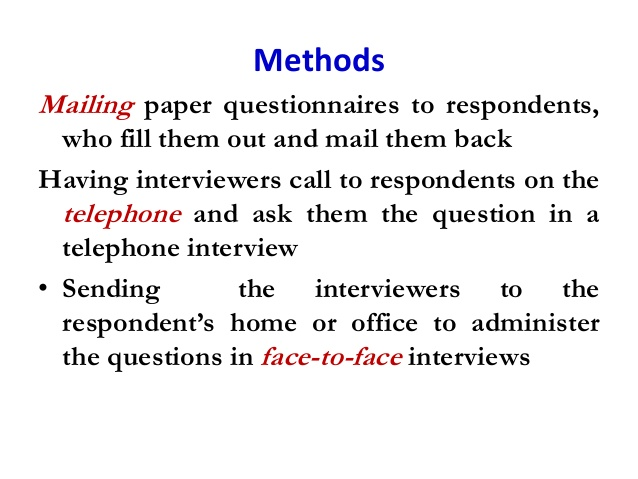 Methods
Mailing paper questionnaires to respondents,
who fill them out and mail them back
Having interviewers call to respondents on the
telephone and ask them the question in a
telephone interview
• Sending the interviewers to the
respondent’s home or office to administer
the questions in face-to-face interviews